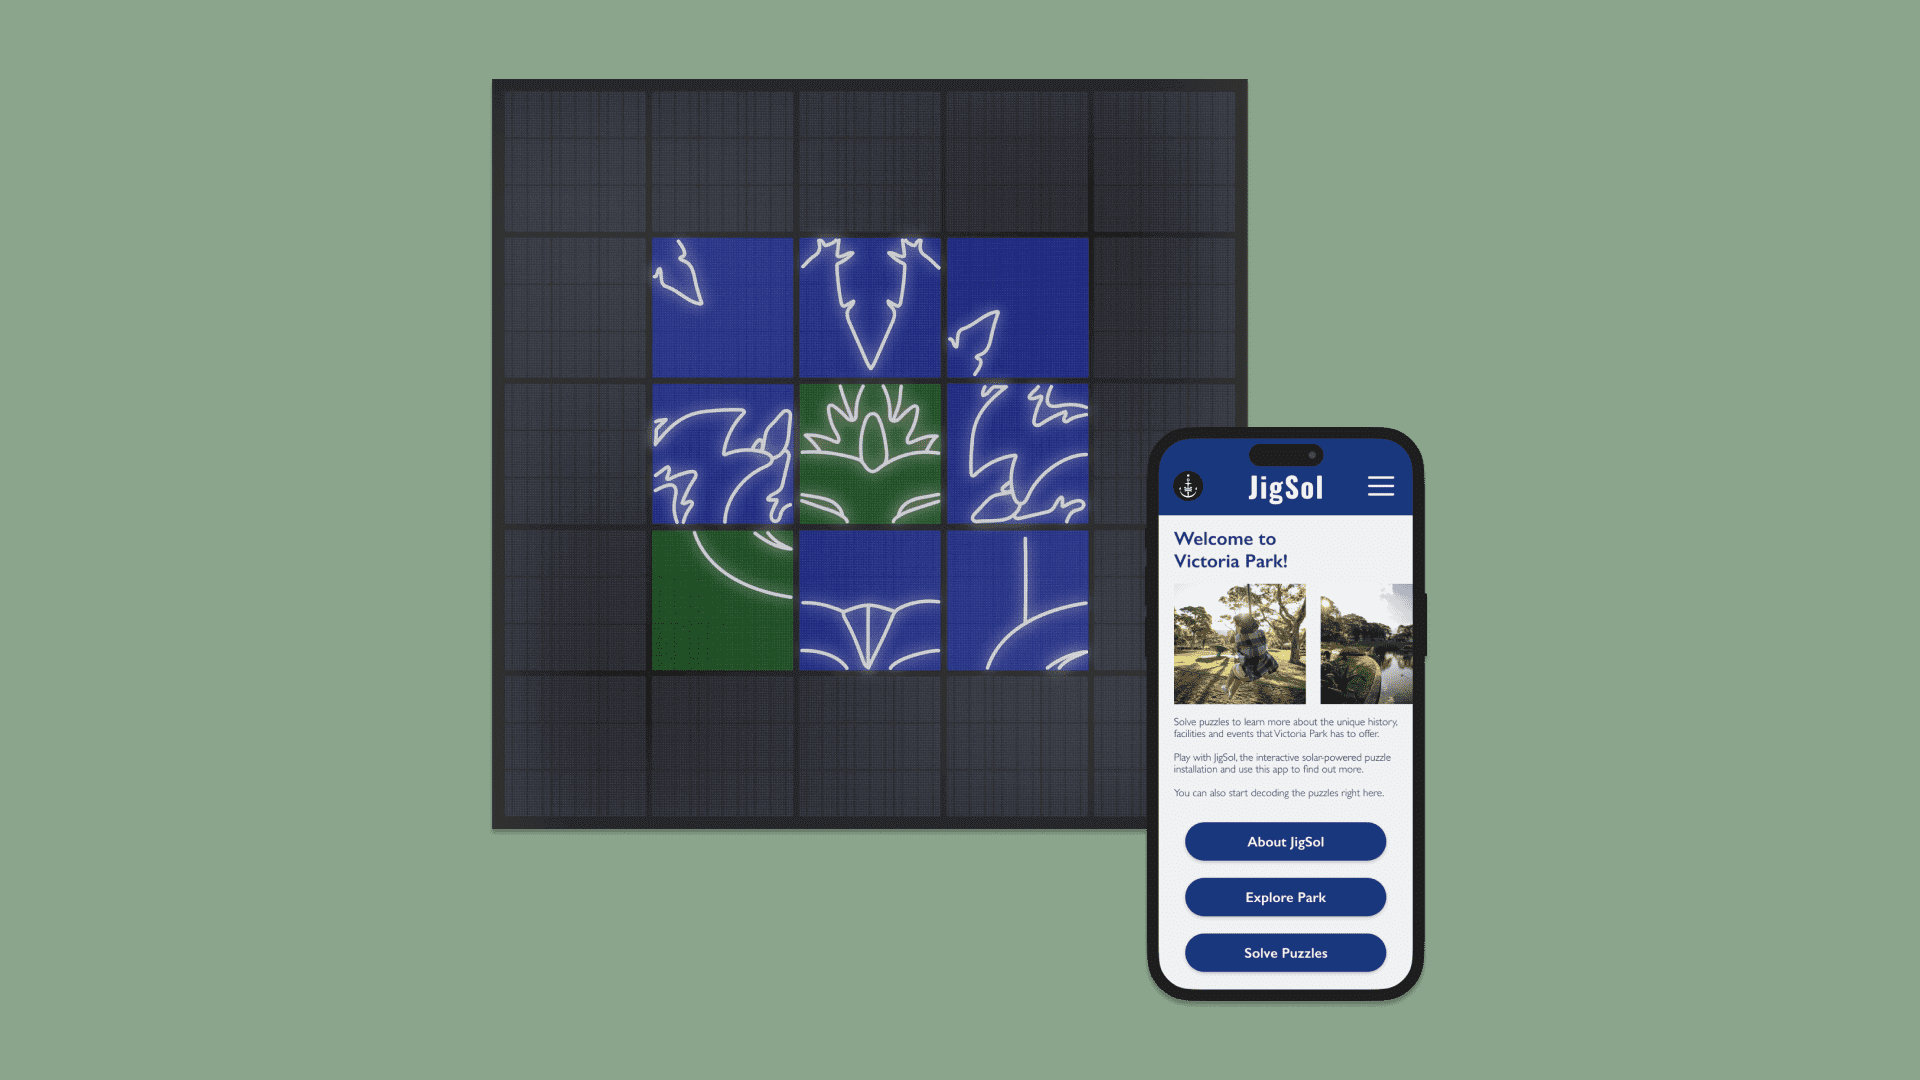 JigSol
Welcome to
Victoria Park!
Solve puzzles to learn more about the unique history,
facilities and events that Victoria Park has to offer.
Play with JigSol, the interactive solar-powered puzzle
installation and use this app to find out more.
You can also start decoding the puzzles right here.
About JigSol
Explore Park
Solve Puzzles